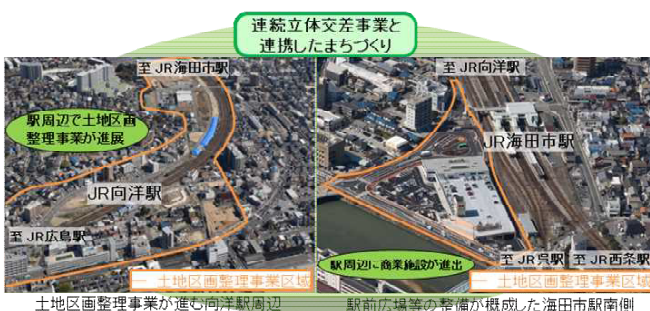 連続立体交差事業と
連携したまちづくり
至 JR海田市駅
駅周辺で土地区画
整理事業が進展
JR向洋駅
至 JR広島駅
土地区画整理事業区域
土地区画整理事業が進む向洋駅周辺
至 JR向洋駅
JR海田市駅
駅周辺に商業施設が進出
至 JR呉駅
至 JR西条駅
土地区画整理事業区域
駅前広場等の整備が概成した海田市駅南側